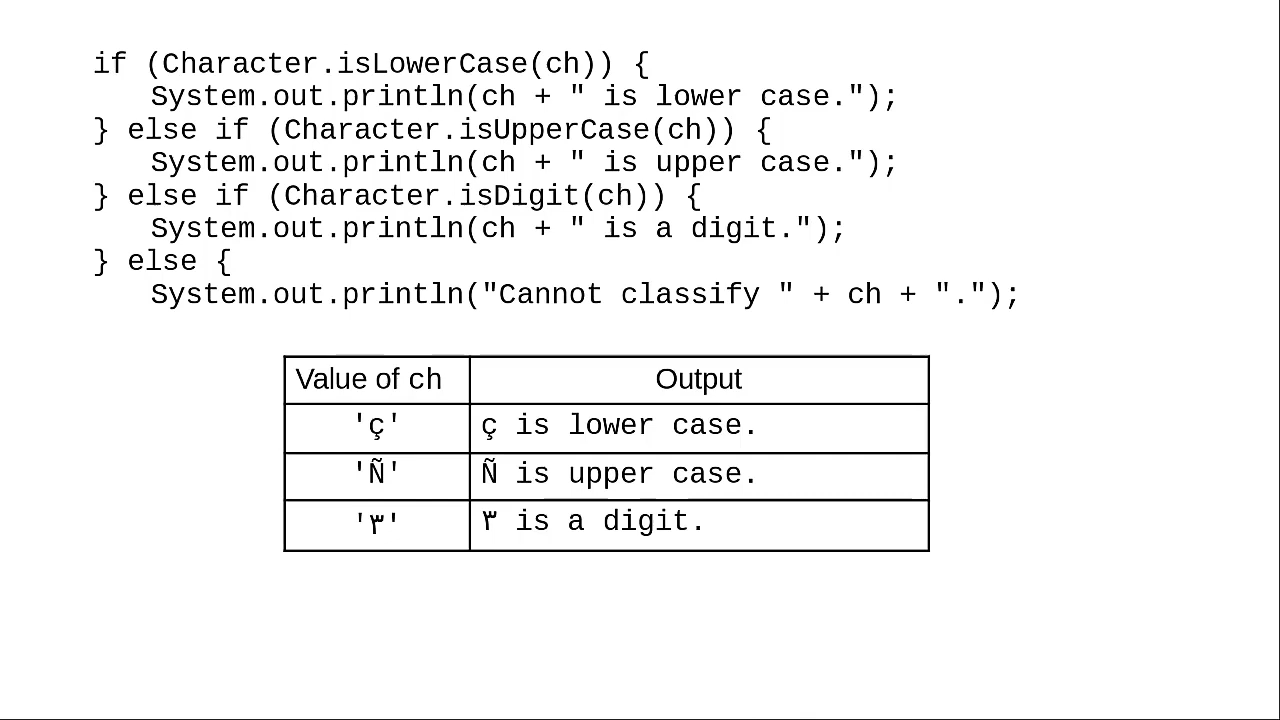 if (Character.isLowerCase(ch)) {
   System.out.println(ch + " is lower case.");
} else if (Character.isUpperCase(ch)) {
   System.out.println(ch + " is upper case.");
} else if (Character.isDigit(ch)) {
   System.out.println(ch + " is a digit.");
} else {
   System.out.println("Cannot classify " + ch + ".");
Value of ch Output
'ç' ç is lower case.
'Ñ' Ñ is upper case.
'٣' ٣ is a digit.